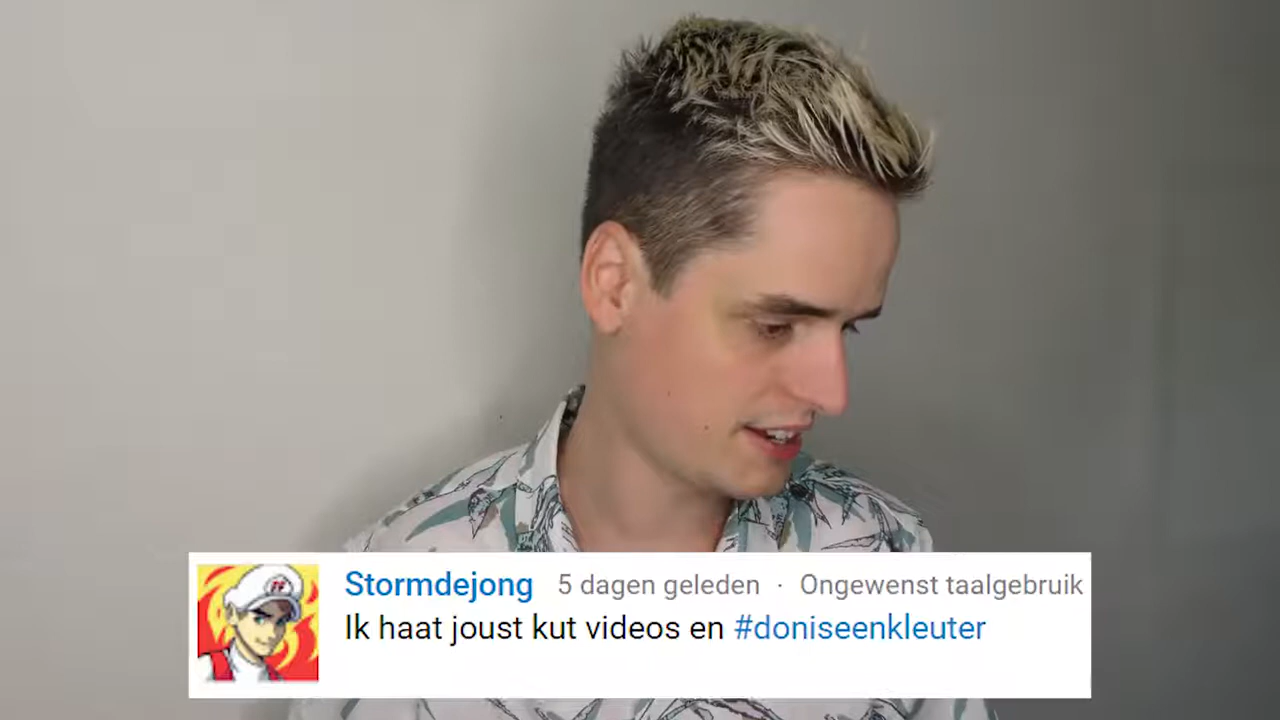 Stormdejong 5 dagen geleden · Ongewenst taalgebruik
Ik haat joust kut videos en #doniseenkleuter